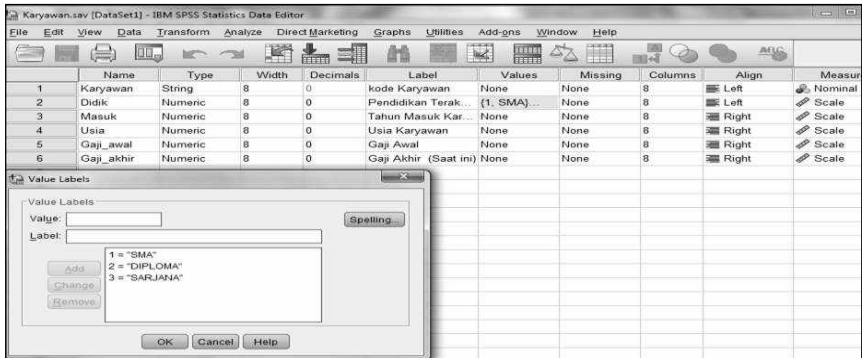 Karyawan.sav [DataSet1] - IBM SPSS Statistics Data Editor
File Edit View Data Transform Analyze Direct Marketing Graphs Utilities Add-ons Window Help
Name Type Width Decimals Label Values Missing Columns Align Measur
1 Karyawan String 8 0 kode Karyawan None None 8 Left Nominal
2 Didik Numeric 8 0 Pendidikan Terak... {1, SMA}... None 8 Left Scale
3 Masuk Numeric 8 0 Tahun Masuk Kar... None None 8 Right Scale
4 Usia Numeric 8 0 Usia Karyawan None None 8 Right Scale
5 Gaji_awal Numeric 8 0 Gaji Awal None None 8 Right Scale
6 Gaji_akhir Numeric 8 0 Gaji Akhir (Saat ini) None None 8 Right Scale
Value Labels
Value Labels
Value:
Spelling...
Label:
1 = "SMA"
2 = "DIPLOMA"
3 = "SARJANA"
Add
Change
Remove
OK Cancel Help